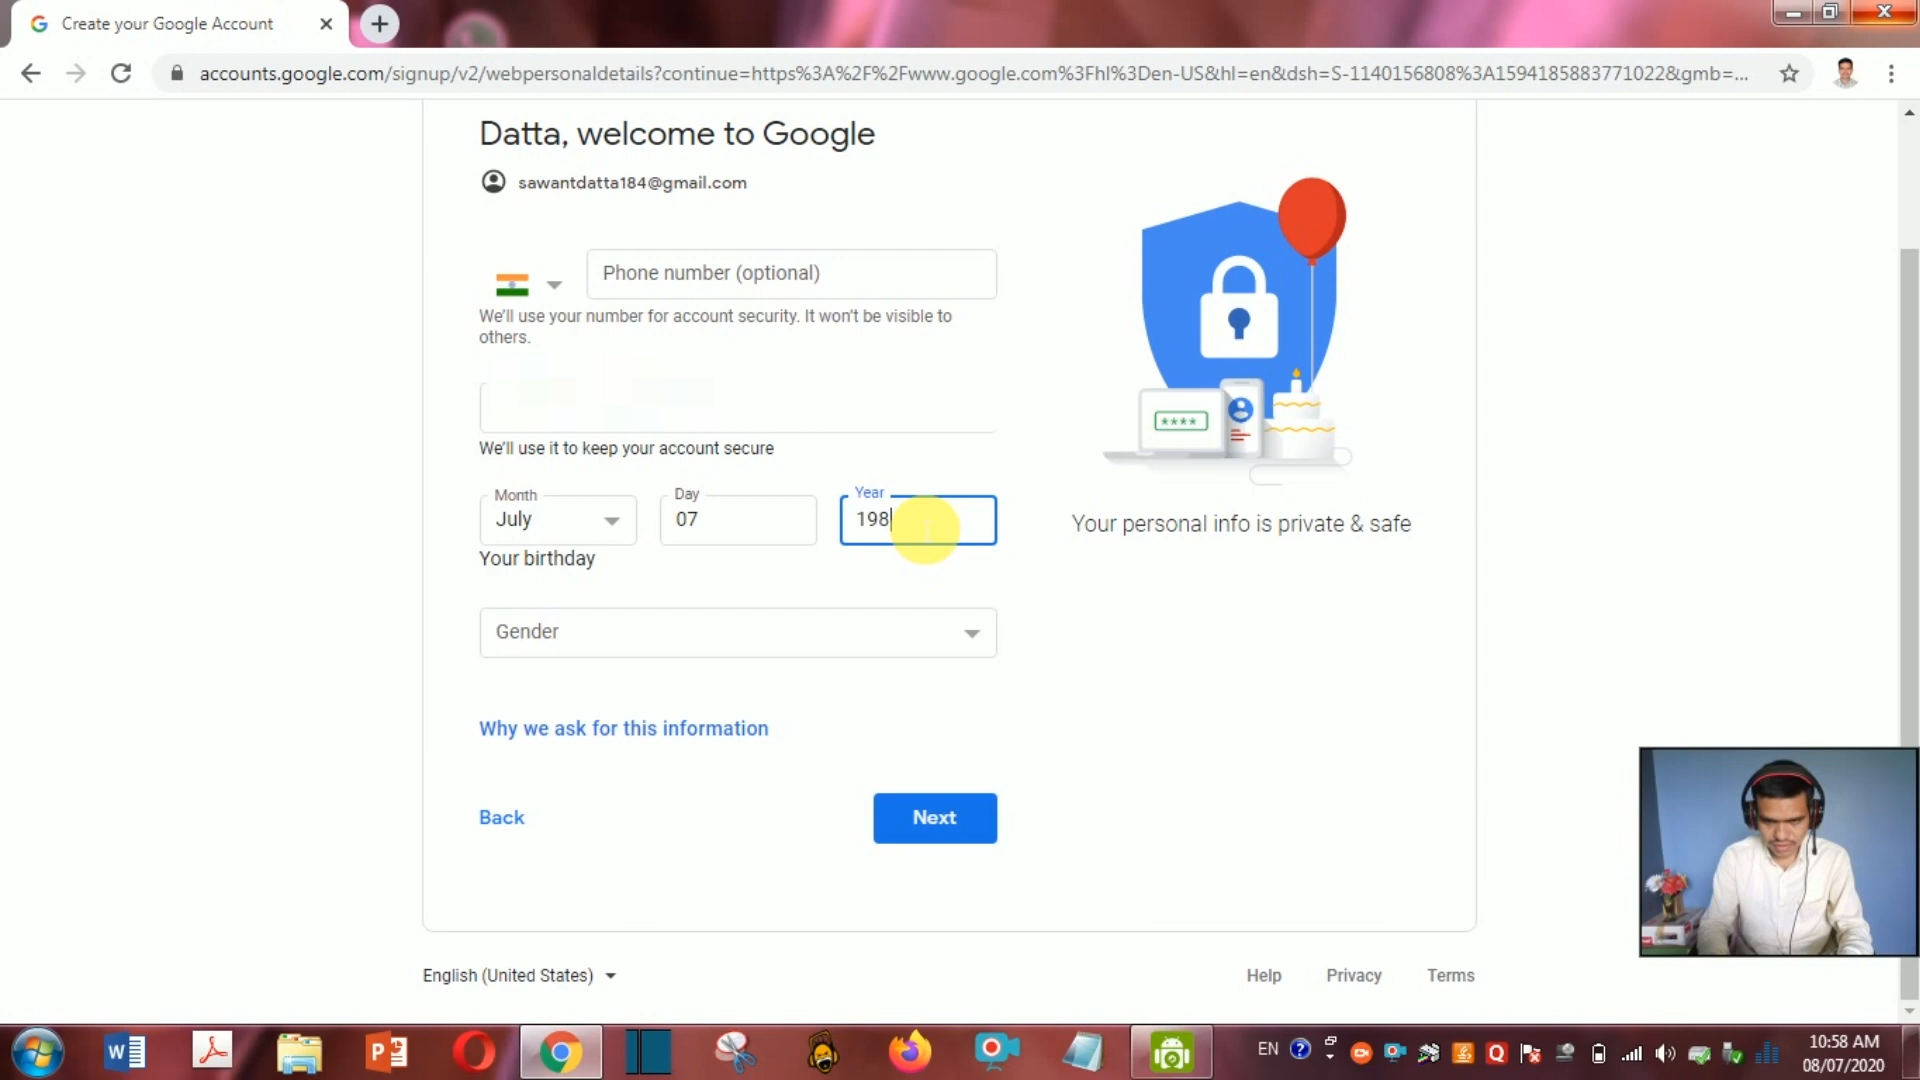 Create your Google Account
accounts.google.com/signup/v2/webpersonaldetails?continue=https%3A%2F%2Fwww.google.com%3Fhl%3Den-US&hl=en&dsh=S-1140156808%3A1594185883771022&gmb=...
Datta, welcome to Google
sawantdatta184@gmail.com
Phone number (optional)
We'll use your number for account security. It won't be visible to
others.
We'll use it to keep your account secure
Month
July
Day
07
Year
198
Your birthday
Gender
Why we ask for this information
Back
Next
****
Your personal info is private & safe
English (United States)
Help
Privacy
Terms
EN
10:58 AM
08/07/2020